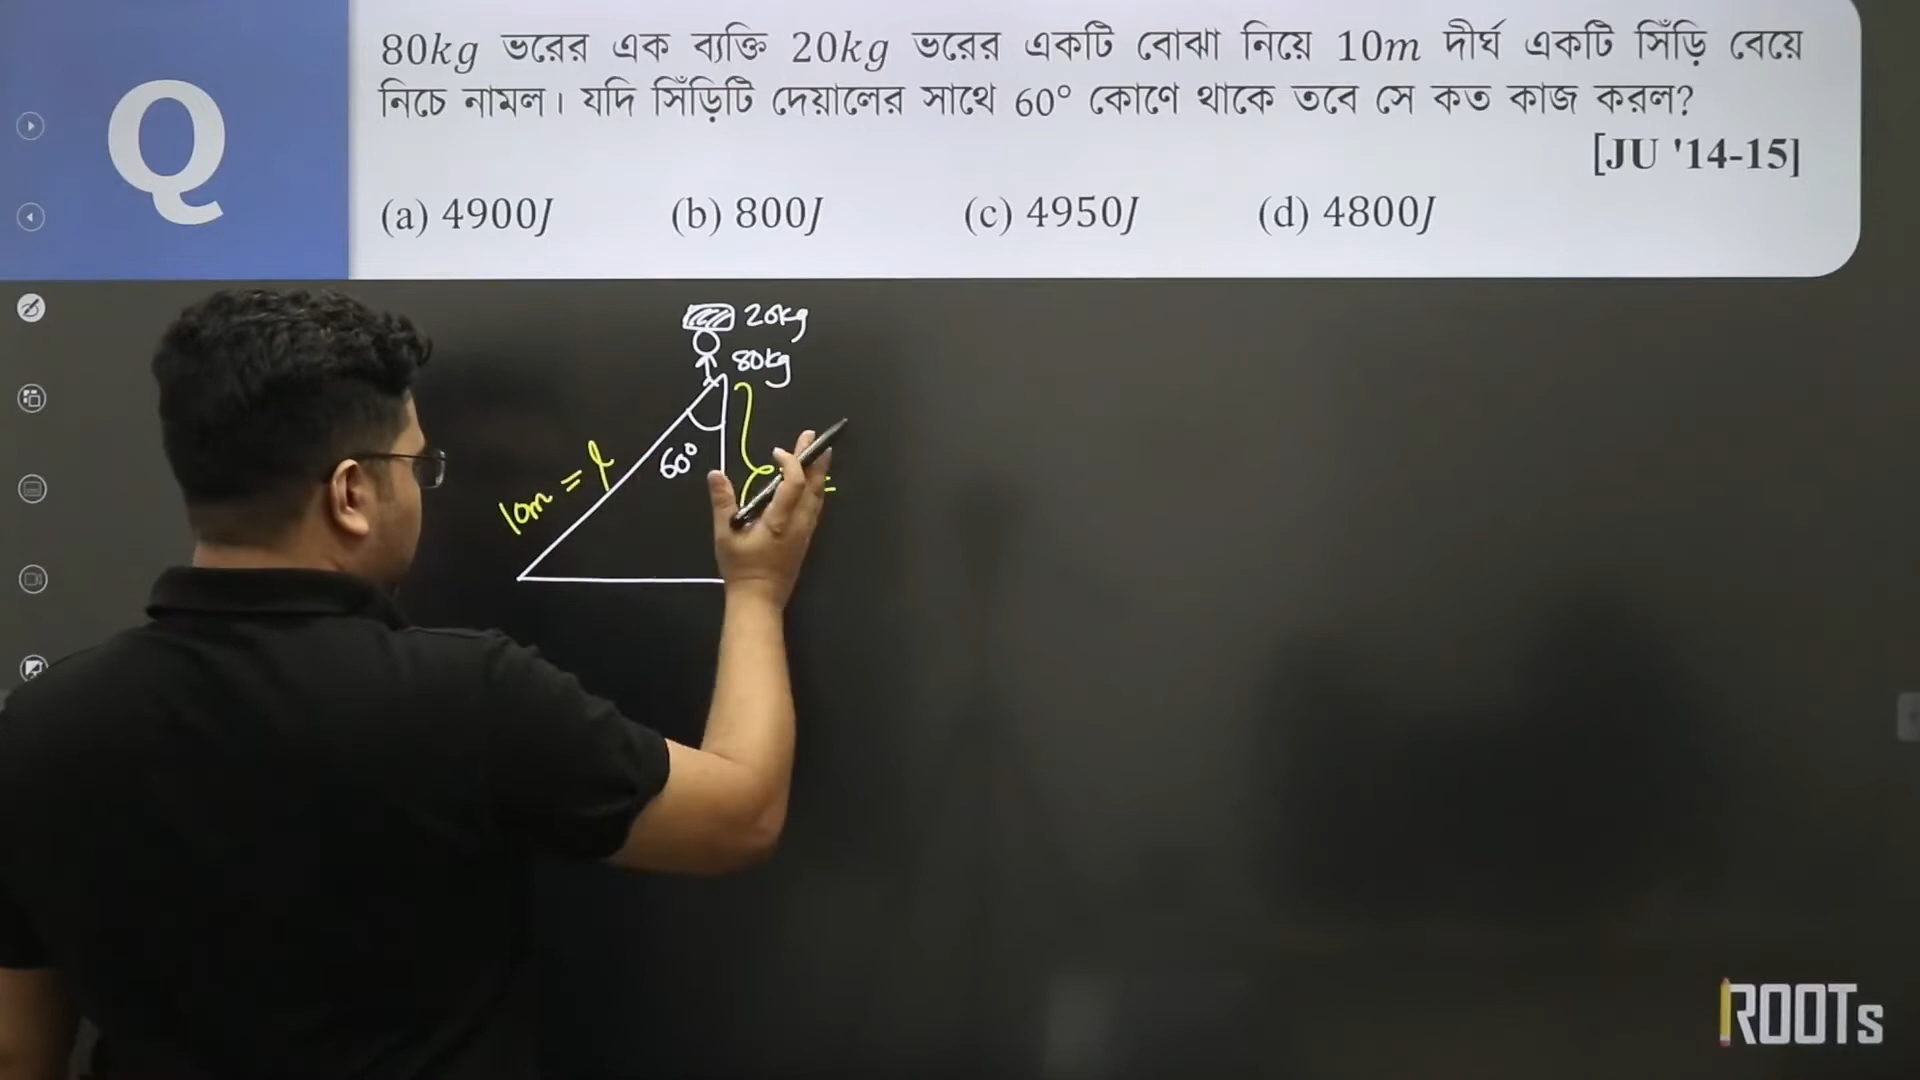 Q
80kg ভরের এক ব্যক্তি 20kg ভরের একটি বোঝা নিয়ে 10m দীর্ঘ একটি সিঁড়ি বেয়ে
নিচে নামল। যদি সিঁড়িটি দেয়ালের সাথে 60° কোণে থাকে তবে সে কত কাজ করল?
[JU '14-15]
(a) 4900J (b) 800J (c) 4950J (d) 4800J
20kg
80kg
60°
10m = l
=
ROOTs